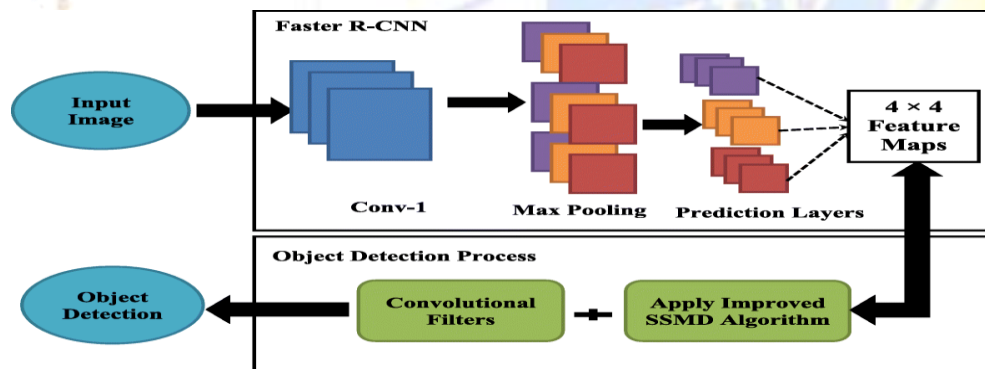 Faster R-CNN
Input
Image
Conv-1
Max Pooling
Prediction Layers
4 × 4
Feature
Maps
Object Detection Process
Object
Detection
Convolutional
Filters
Apply Improved
SSMD Algorithm